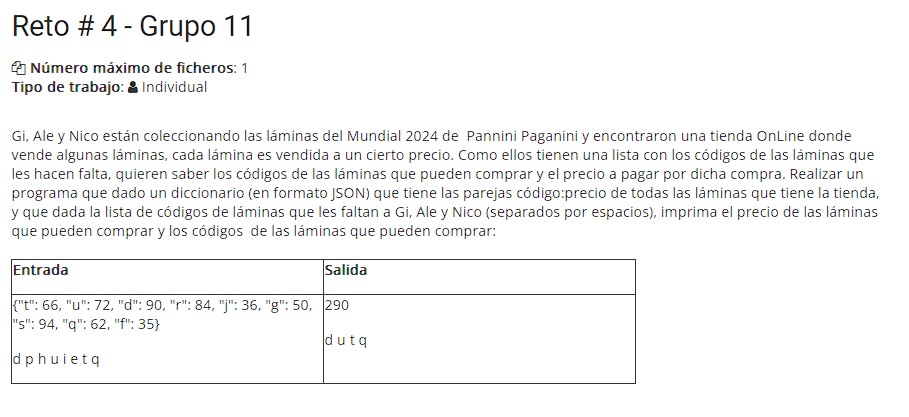 Reto # 4 - Grupo 11
Número máximo de ficheros: 1
Tipo de trabajo: Individual
Gi, Ale y Nico están coleccionando las láminas del Mundial 2024 de Pannini Paganini y encontraron una tienda OnLine donde
vende algunas láminas, cada lámina es vendida a un cierto precio. Como ellos tienen una lista con los códigos de las láminas que
les hacen falta, quieren saber los códigos de las láminas que pueden comprar y el precio a pagar por dicha compra. Realizar un
programa que dado un diccionario (en formato JSON) que tiene las parejas código:precio de todas las láminas que tiene la tienda,
y que dada la lista de códigos de láminas que les faltan a Gi, Ale y Nico (separados por espacios), imprima el precio de las láminas
que pueden comprar y los códigos de las láminas que pueden comprar:
Entrada
Salida
{"t": 66, "u": 72, "d": 90, "r": 84, "j": 36, "g": 50,
"s": 94, "q": 62, "f": 35}
d p h u i e t q
290
d u t q